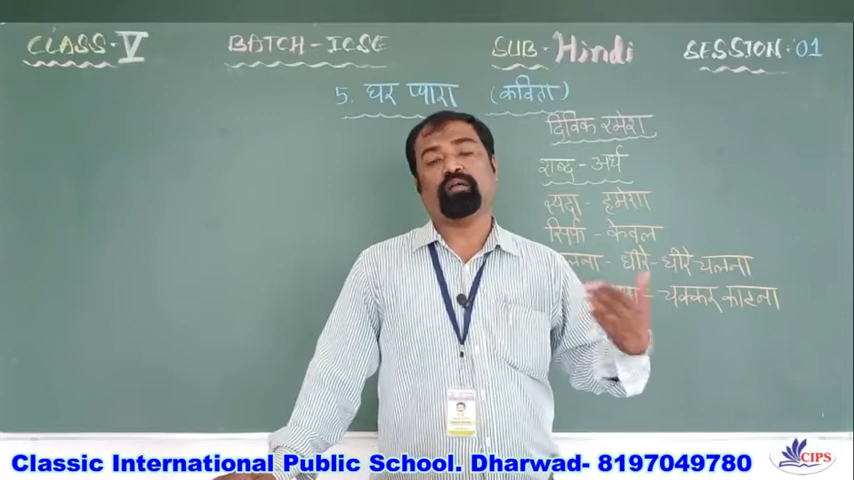 CLASS. V BATCH - ICSE SUB. Hindi SESSION. 01
5. घर प्यारा (कविता)
दिविक रमेश
शब्द - अर्थ
सदा - हमेशा
सिर्फ - केवल
धीरे-धीरे चलना
चक्कर काटना
Classic International Public School. Dharwad- 8197049780
CIPS